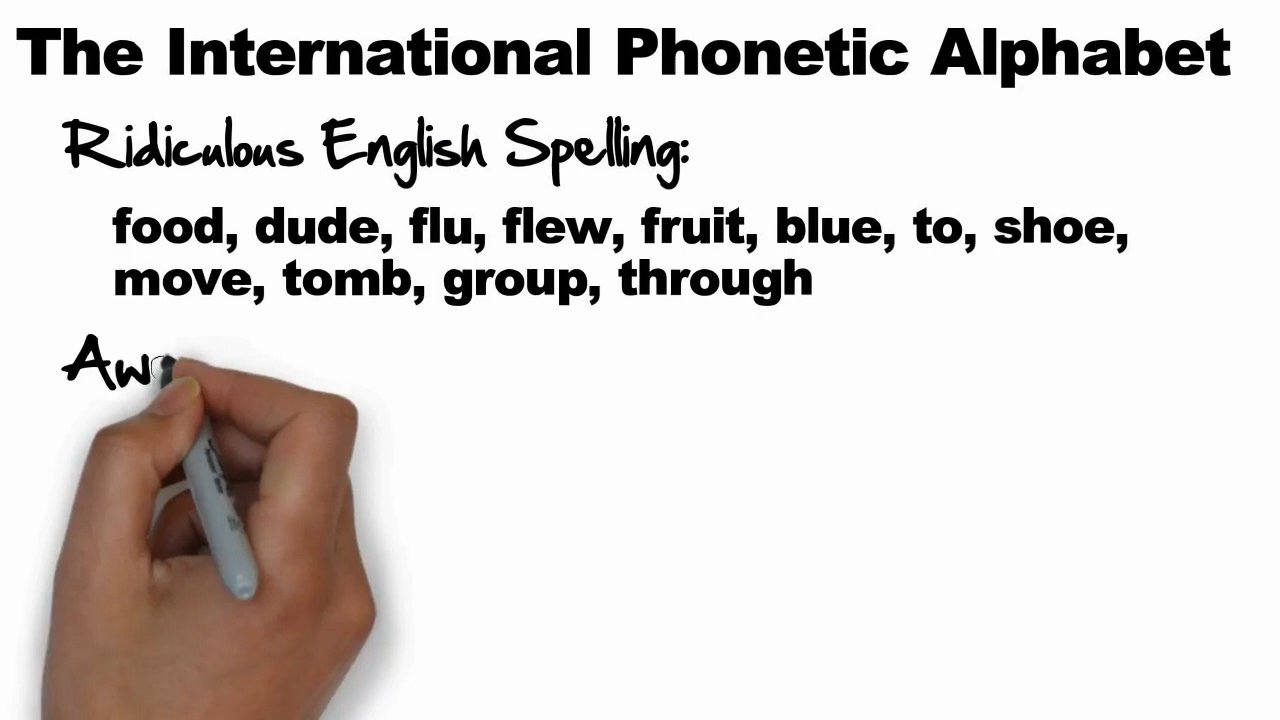 The International Phonetic Alphabet
Ridiculous English Spelling:
food, dude, flu, flew, fruit, blue, to, shoe,
move, tomb, group, through